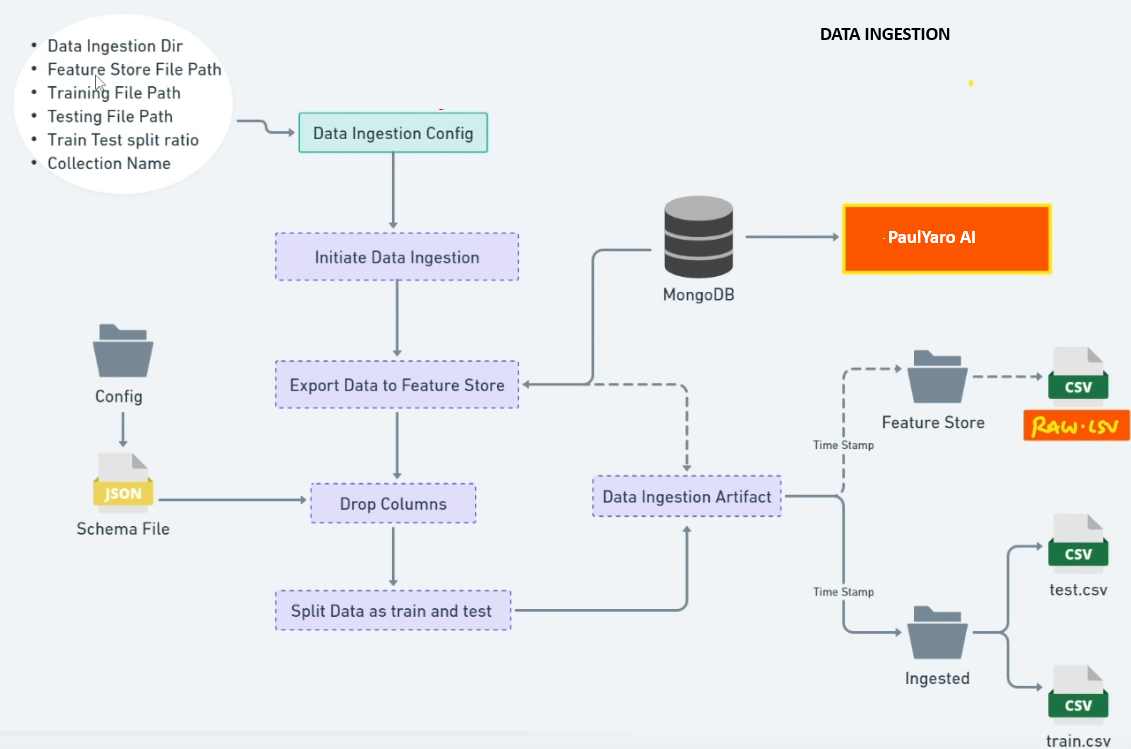 DATA INGESTION
• Data Ingestion Dir
• Feature Store File Path
• Training File Path
• Testing File Path
• Train Test split ratio
• Collection Name
Data Ingestion Config
Initiate Data Ingestion
MongoDB
PaulYaro AI
Export Data to Feature Store
Config
JSON
Schema File
Drop Columns
Split Data as train and test
Data Ingestion Artifact
Time Stamp
Feature Store
CSV
RAW.CSV
Time Stamp
Ingested
CSV
test.csv
CSV
train.csv